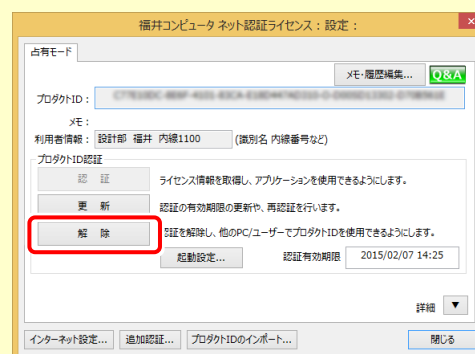 福井コンピュータ ネット認証ライセンス：設定：
占有モード
メモ・履歴編集... Q&A
プロダクトID：
メモ：
利用者情報： 設計部 福井 内線1100 (識別名 内線番号など)
プロダクトID認証
認 証 ライセンス情報を取得し、アプリケーションを使用できるようにします。
更 新 認証の有効期限の更新や、再認証を行います。
解 除 認証を解除し、他のPC/ユーザーでプロダクトIDを使用できるようにします。
起動設定... 認証有効期限 2015/02/07 14:25
詳細 ▼
インターネット設定... 追加認証... プロダクトIDのインポート... 閉じる